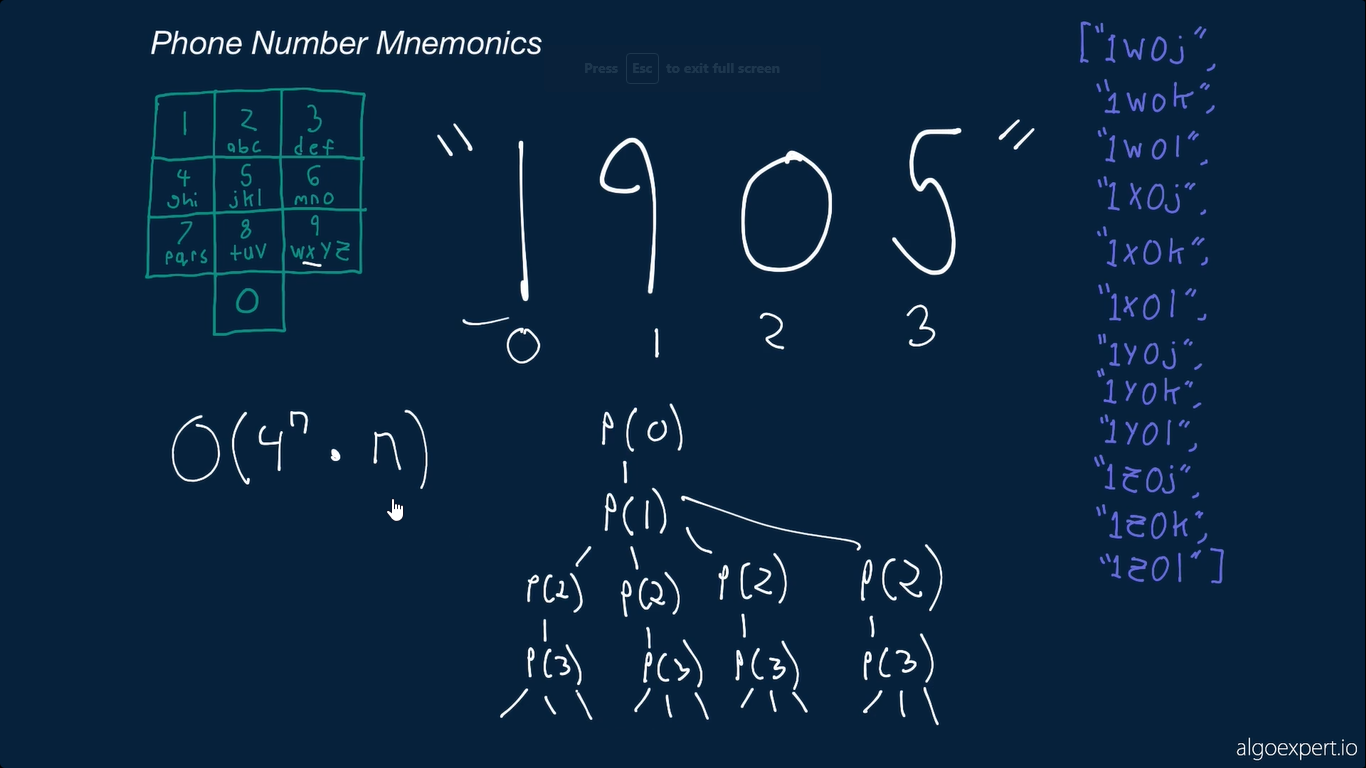 Phone Number Mnemonics
Press Esc to exit full screen
1 2 3
abc def
4 5 6
ghi jkl mno
7 8 9
pqrs tuv wxyz
0
"1905"
0 1 2 3
O(4^n · n)
P(0)
P(1)
P(2) P(2) P(2) P(2)
P(3) P(3) P(3) P(3)
["1w0j",
"1w0k",
"1w0l",
"1x0j",
"1x0k",
"1x0l",
"1y0j",
"1y0k",
"1y0l",
"1z0j",
"1z0k",
"1z0l"]
algoexpert.io